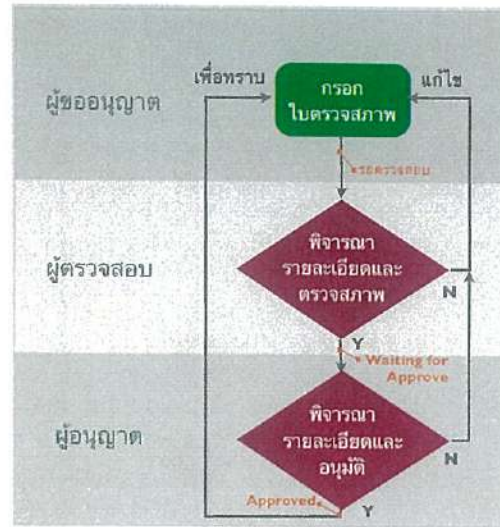 เพื่อทราบ
แก้ไข
ผู้ขออนุญาต
กรอก
ใบตรวจสภาพ
รอตรวจสอบ
ผู้ตรวจสอบ
พิจารณา
รายละเอียดและ
ตรวจสภาพ
N
Y
Waiting for
Approve
ผู้อนุญาต
พิจารณา
รายละเอียดและ
อนุมัติ
N
Approved
Y